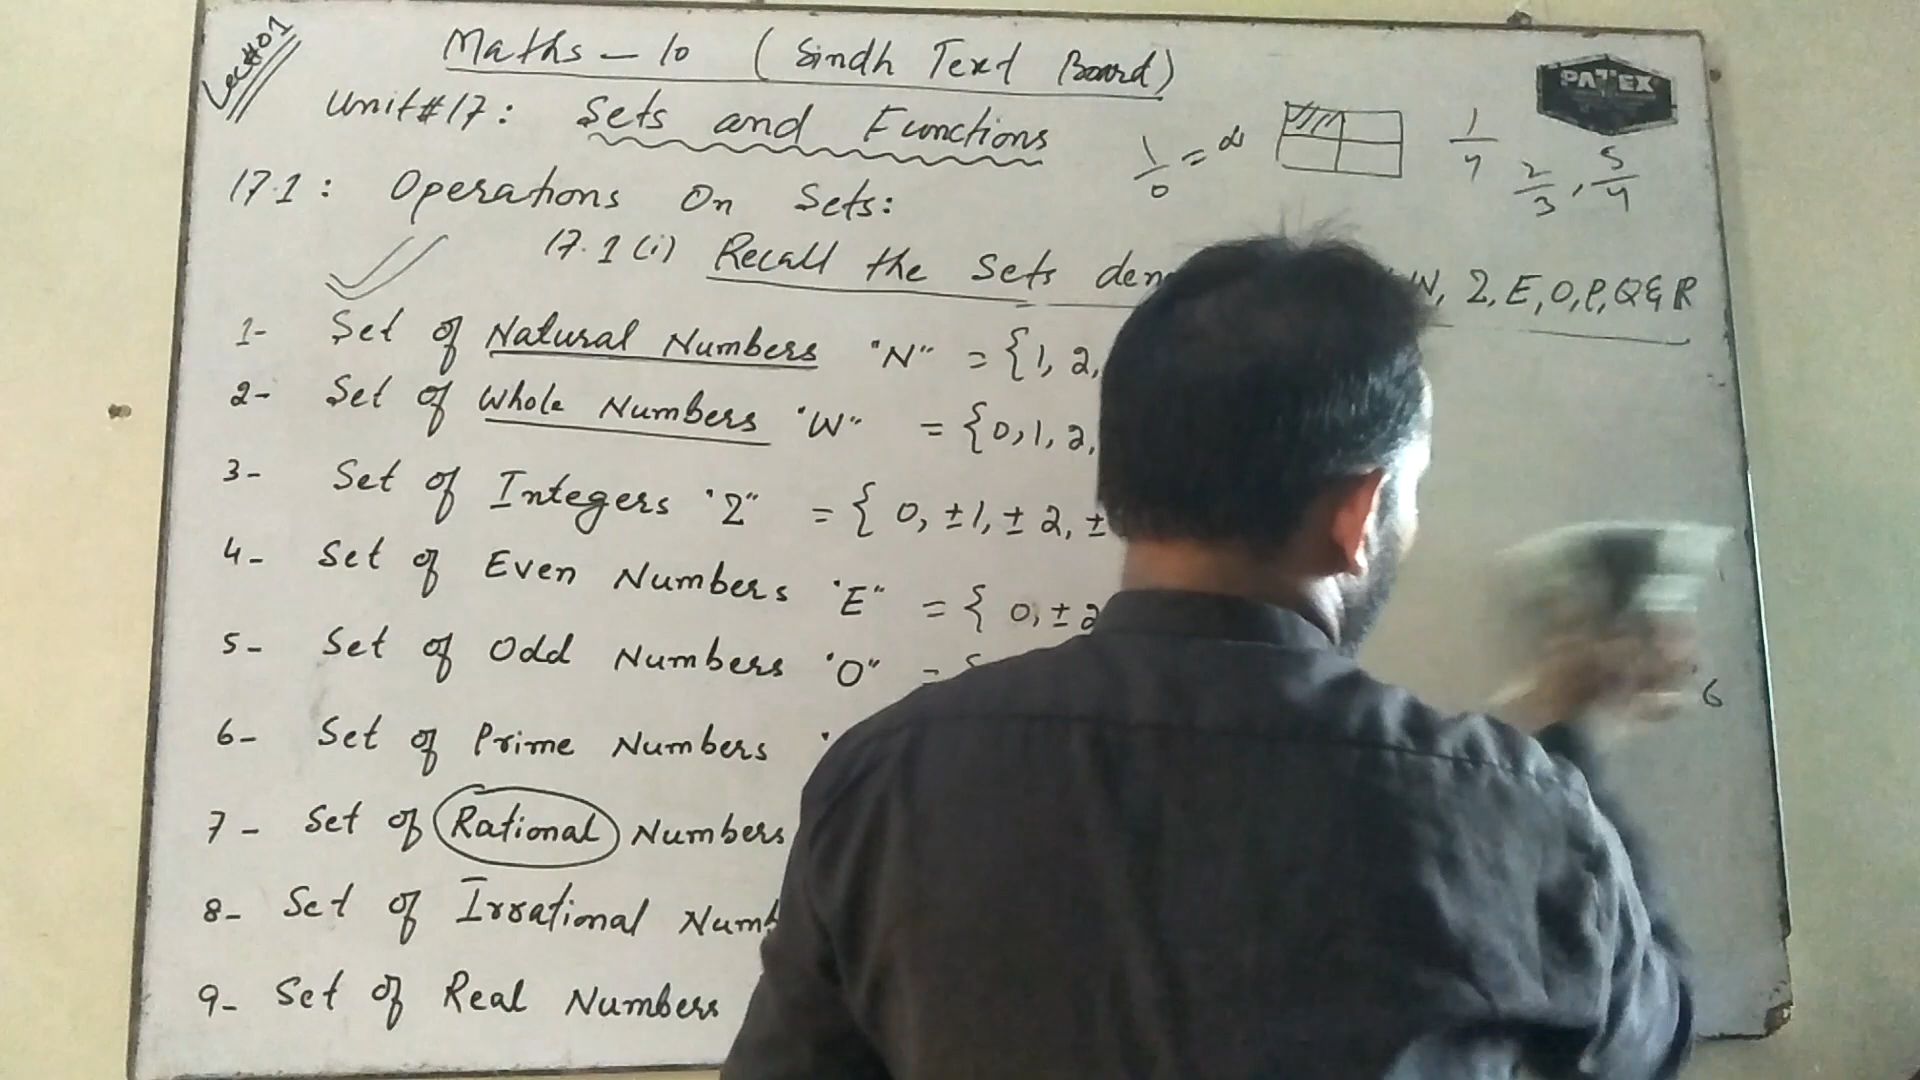 Lec#01
Maths - 10 (Sindh Text Board)
PATEX
Unit#17: Sets and Functions
1/0 = ∝
1/4
2/3, 5/4
17.1: Operations On Sets:
17.1 (i) Recall the Sets den W, Z, E, O, P, Q & R
1- Set of Natural Numbers "N" = {1, 2,
2- Set of Whole Numbers "W" = {0, 1, 2,
3- Set of Integers "Z" = { 0, ±1, ± 2, ±
4- Set of Even Numbers "E" = { 0, ± 2
5- Set of Odd Numbers "O" = {
6
6- Set of Prime Numbers
7- Set of Rational Numbers
8- Set of Irrational Numb
9- Set of Real Numbers